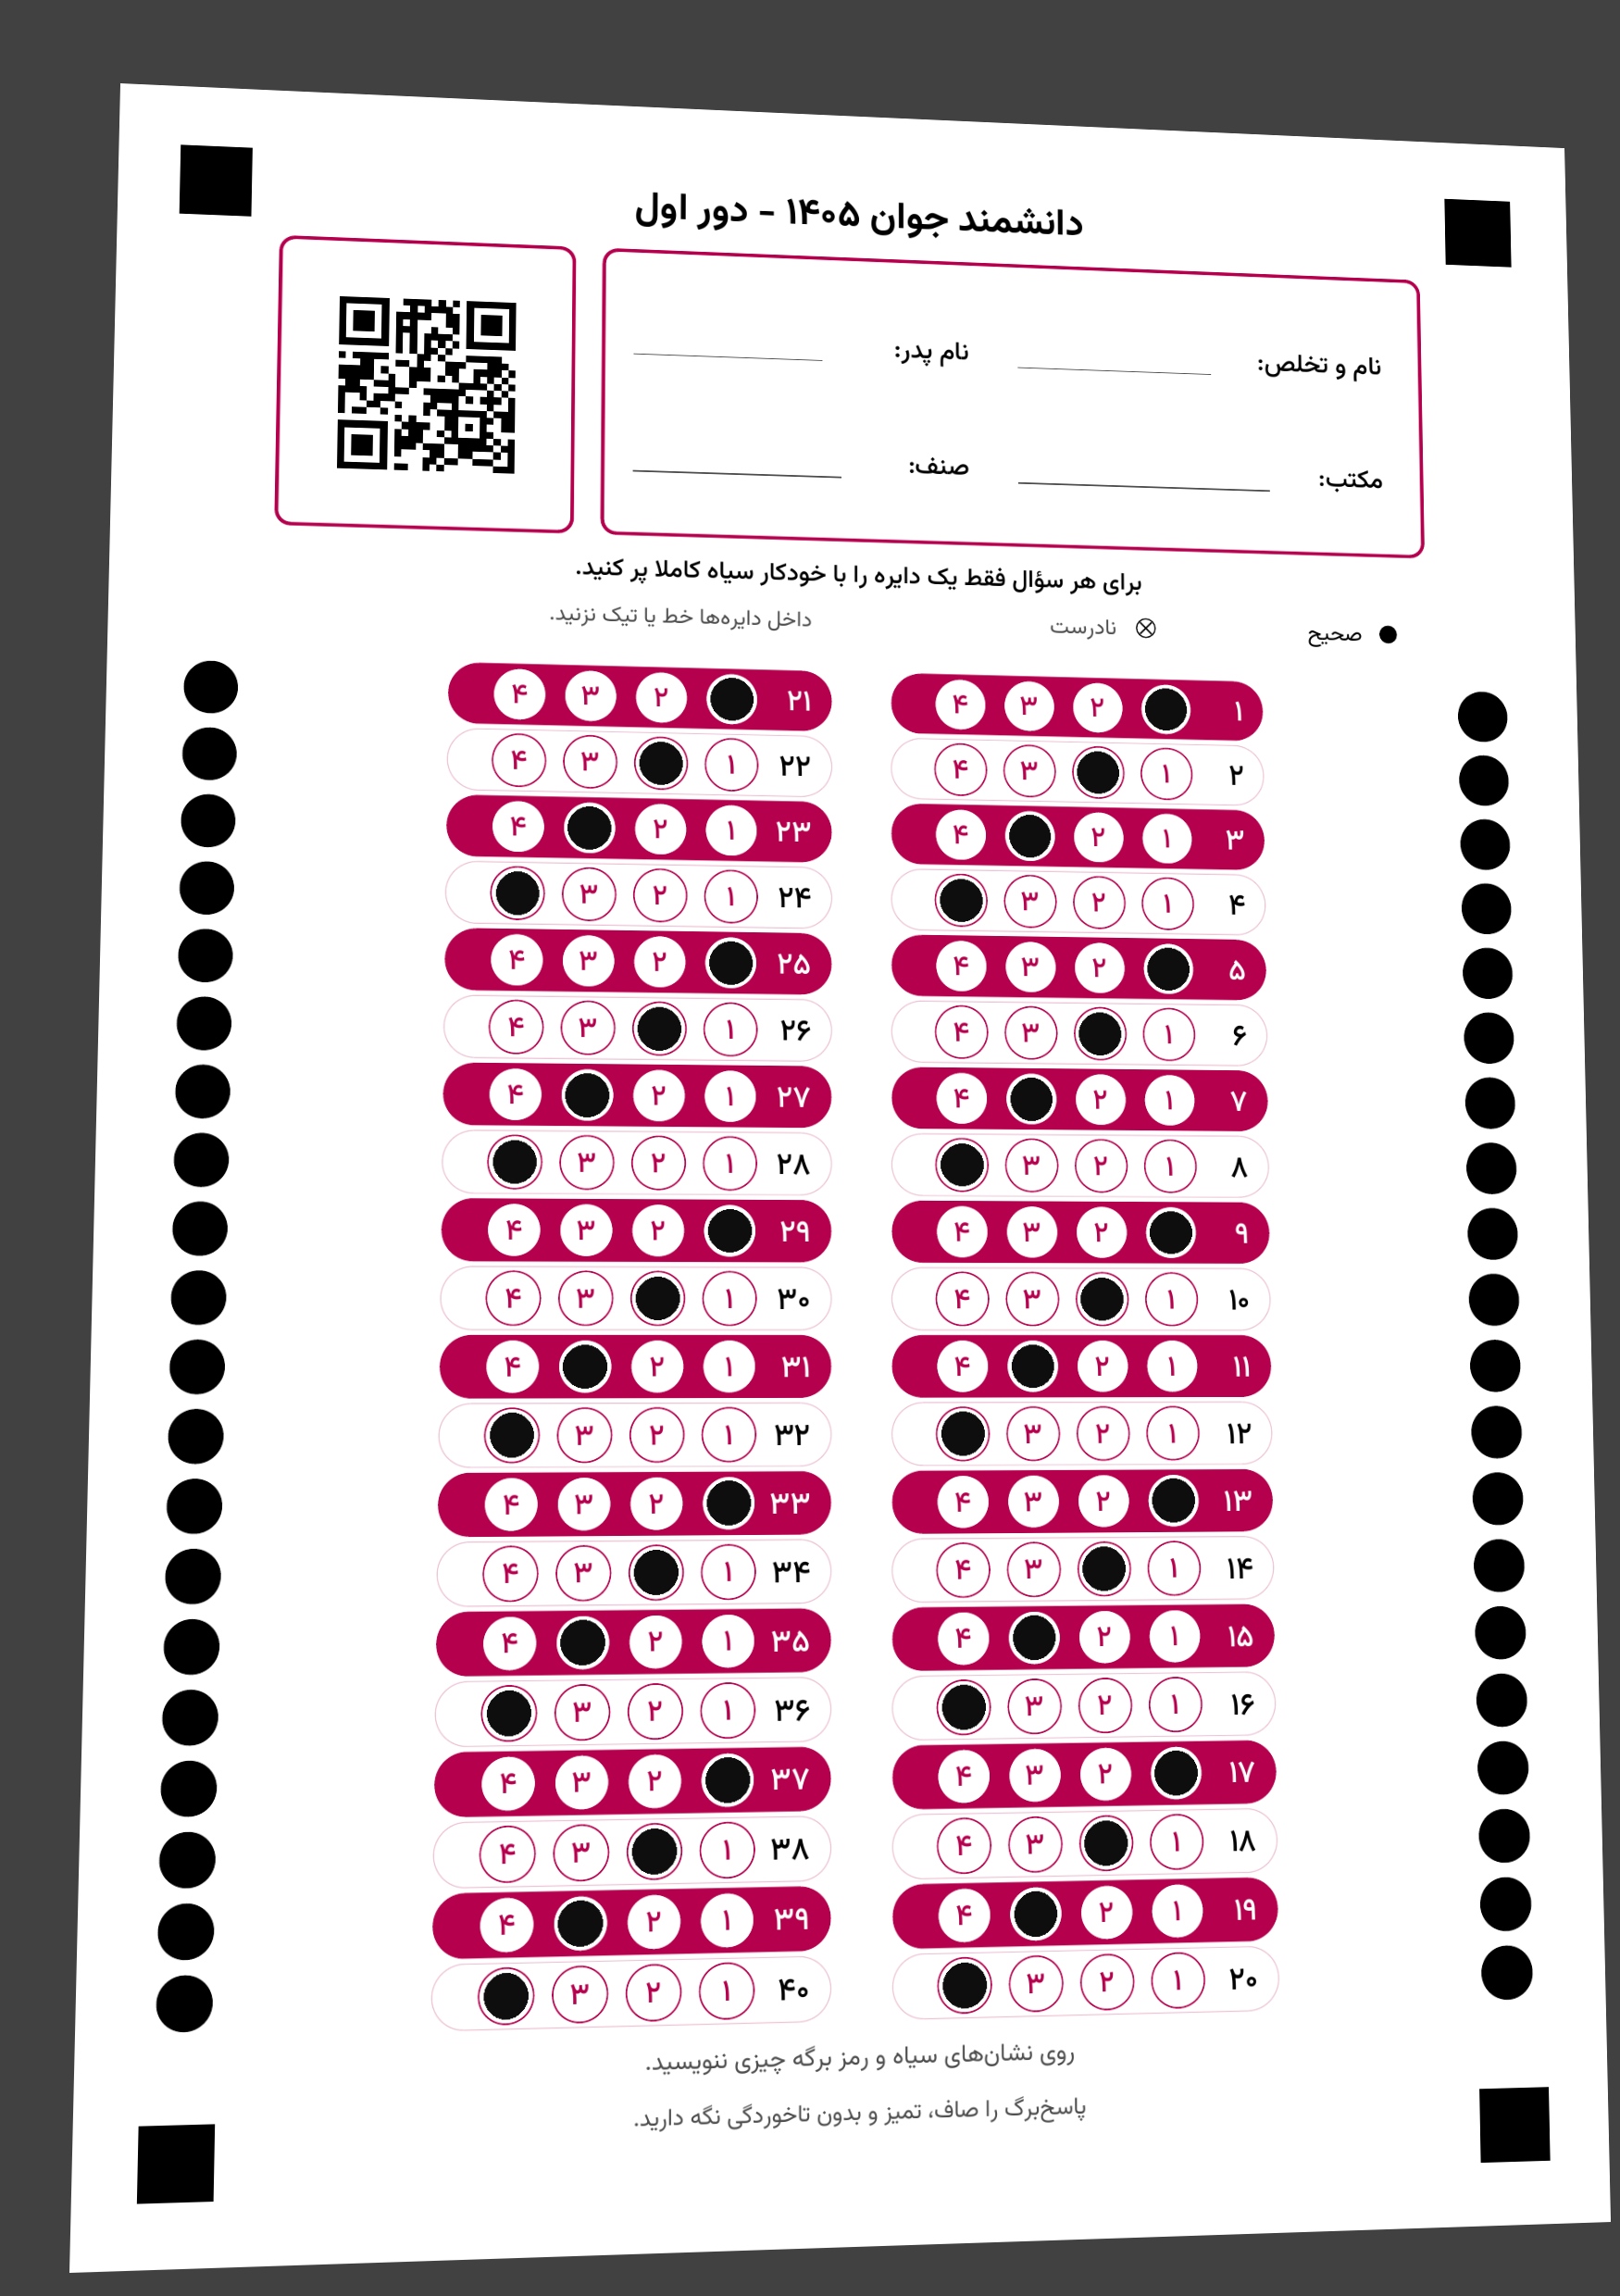 دانشمند جوان ۱۴۰۵ - دور اول
نام و تخلص: نام پدر:
مکتب: صنف:
برای هر سؤال فقط یک دایره را با خودکار سیاه کاملا پر کنید.
صحیح نادرست داخل دایره‌ها خط یا تیک نزنید.
۱ ۲ ۳ ۴
۲ ۱ ۳ ۴
۳ ۱ ۲ ۴
۴ ۱ ۲ ۳
۵ ۲ ۳ ۴
۶ ۱ ۳ ۴
۷ ۱ ۲ ۴
۸ ۱ ۲ ۳
۹ ۲ ۳ ۴
۱۰ ۱ ۳ ۴
۱۱ ۱ ۲ ۴
۱۲ ۱ ۲ ۳
۱۳ ۲ ۳ ۴
۱۴ ۱ ۳ ۴
۱۵ ۱ ۲ ۴
۱۶ ۱ ۲ ۳
۱۷ ۲ ۳ ۴
۱۸ ۱ ۳ ۴
۱۹ ۱ ۲ ۴
۲۰ ۱ ۲ ۳
۲۱ ۲ ۳ ۴
۲۲ ۱ ۳ ۴
۲۳ ۱ ۲ ۴
۲۴ ۱ ۲ ۳
۲۵ ۲ ۳ ۴
۲۶ ۱ ۳ ۴
۲۷ ۱ ۲ ۴
۲۸ ۱ ۲ ۳
۲۹ ۲ ۳ ۴
۳۰ ۱ ۳ ۴
۳۱ ۱ ۲ ۴
۳۲ ۱ ۲ ۳
۳۳ ۲ ۳ ۴
۳۴ ۱ ۳ ۴
۳۵ ۱ ۲ ۴
۳۶ ۱ ۲ ۳
۳۷ ۲ ۳ ۴
۳۸ ۱ ۳ ۴
۳۹ ۱ ۲ ۴
۴۰ ۱ ۲ ۳
روی نشان‌های سیاه و رمز برگه چیزی ننویسید.
پاسخ‌برگ را صاف، تمیز و بدون تاخوردگی نگه دارید.